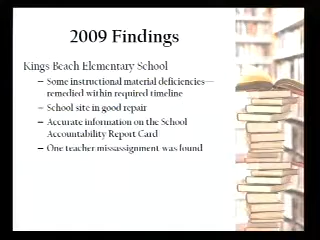 2009 Findings
Kings Beach Elementary School
– Some instructional material deficiencies—
remedied within required timeline
– School site in good repair
– Accurate information on the School
Accountability Report Card
– One teacher missassignment was found